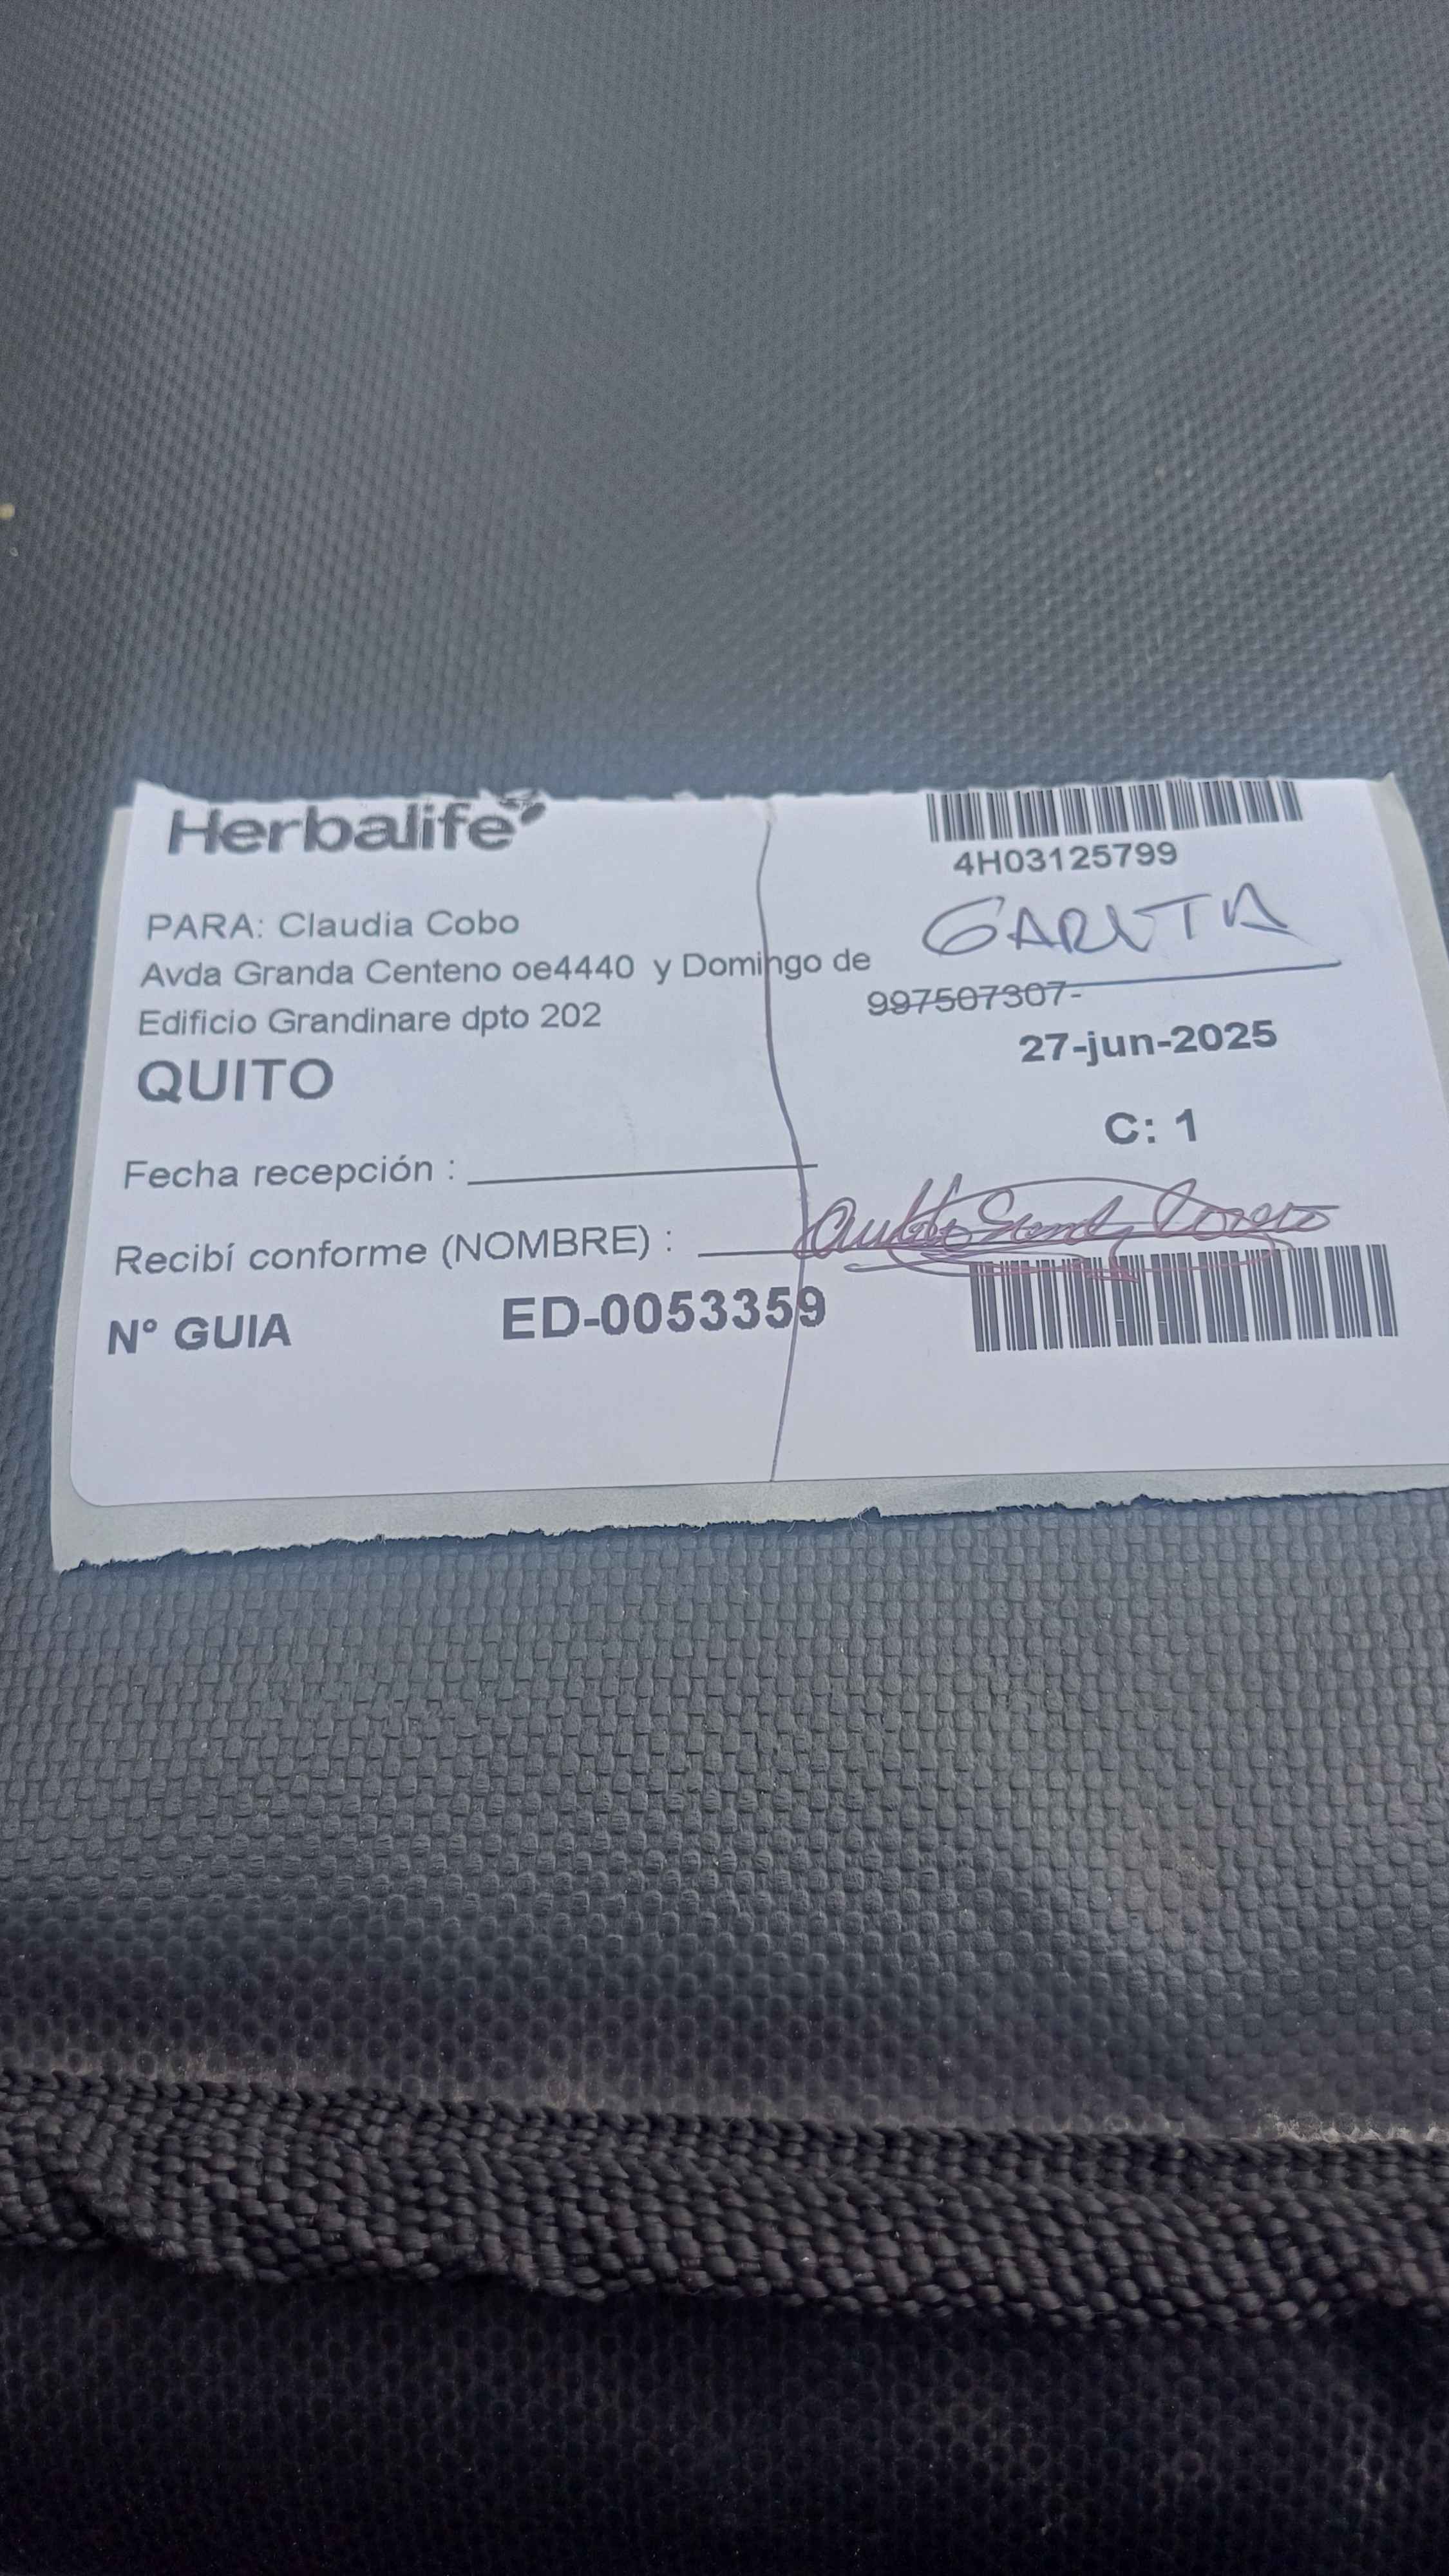 Herbalife
4H03125799
GARITA
PARA: Claudia Cobo
Avda Granda Centeno oe4440 y Domingo de
997507307-
Edificio Grandinare dpto 202
27-jun-2025
QUITO
C: 1
Fecha recepción :
Recibí conforme (NOMBRE) :
N° GUIA ED-0053359